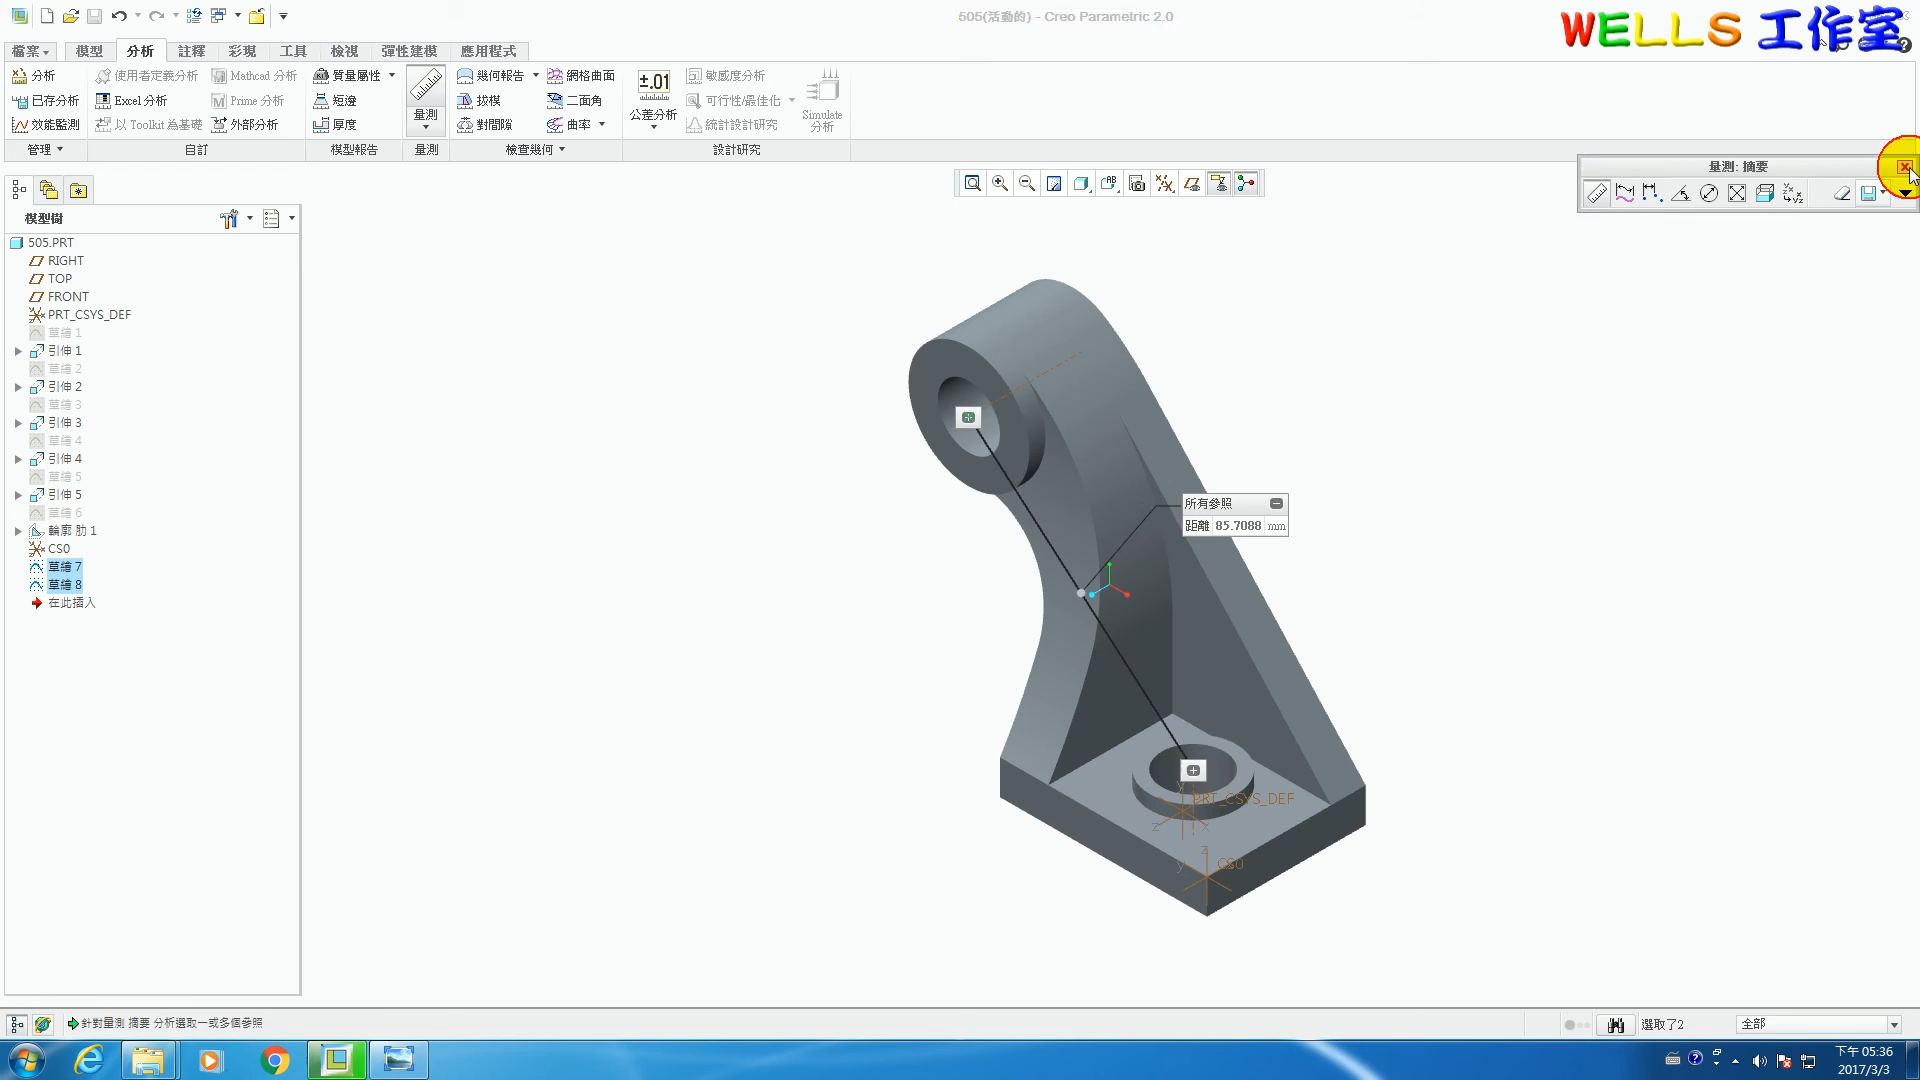 505(活動的) - Creo Parametric 2.0
WELLS 工作室
檔案 模型 分析 註釋 彩現 工具 檢視 彈性建模 應用程式
分析 使用者定義分析 Mathcad 分析 質量屬性 幾何報告 網格曲面 敏感度分析
已存分析 Excel 分析 Prime 分析 短邊 拔模 二面角 可行性/最佳化
效能監測 以 Toolkit 為基礎 外部分析 厚度 量測 對間隙 曲率 ±.01 公差分析 統計設計研究 Simulate 分析
管理 自訂 模型報告 量測 檢查幾何 設計研究
量測: 摘要
模型樹
505.PRT
RIGHT
TOP
FRONT
PRT_CSYS_DEF
草繪 1
引伸 1
草繪 2
引伸 2
草繪 3
引伸 3
草繪 4
引伸 4
草繪 5
引伸 5
草繪 6
輪廓 肋 1
CS0
草繪 7
草繪 8
在此插入
所有參照
距離 85.7088 mm
PRT_CSYS_DEF
Z X
Z
y CS0
針對量測 摘要 分析選取一或多個參照
選取了2
全部
下午 05:36
2017/3/3